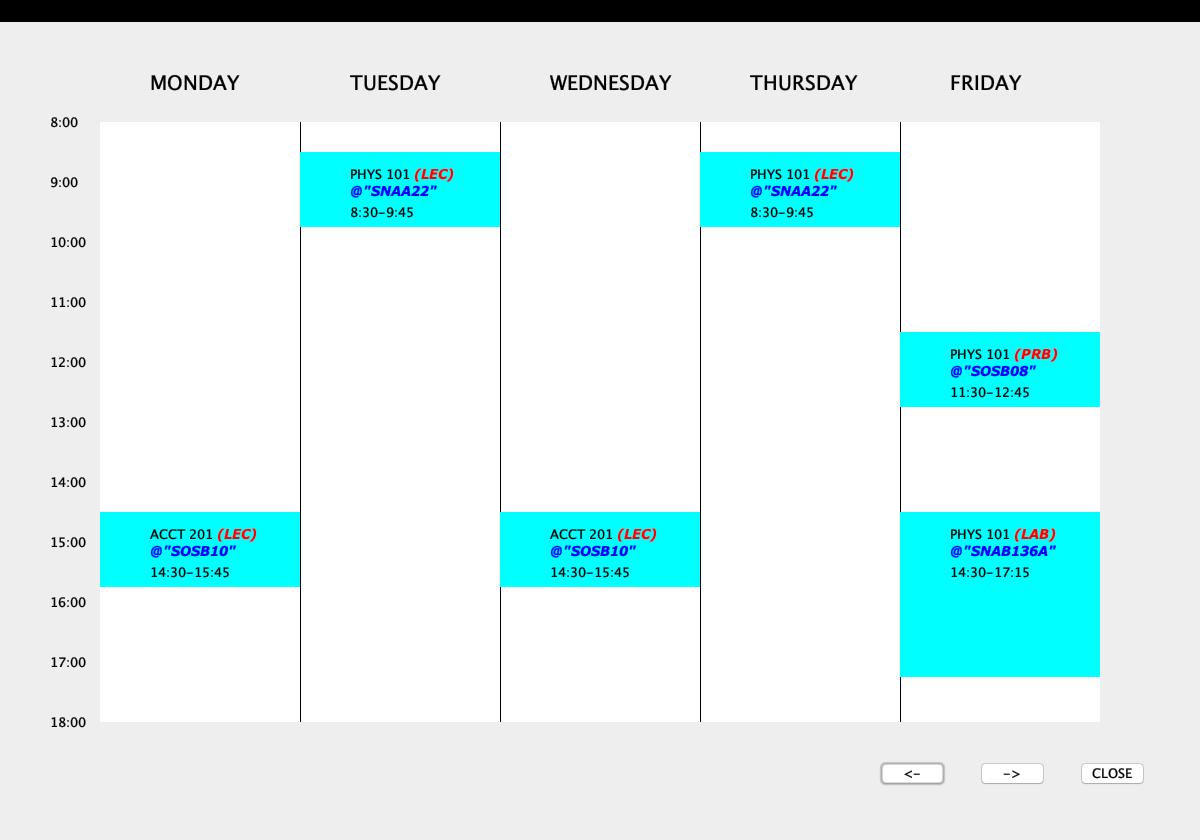 MONDAY TUESDAY WEDNESDAY THURSDAY FRIDAY
8:00
PHYS 101 (LEC) PHYS 101 (LEC)
9:00
@"SNAA22" @"SNAA22"
8:30-9:45 8:30-9:45
10:00
11:00
PHYS 101 (PRB)
12:00
@"SOSB08"
11:30-12:45
13:00
14:00
ACCT 201 (LEC) ACCT 201 (LEC) PHYS 101 (LAB)
15:00
@"SOSB10" @"SOSB10" @"SNAB136A"
14:30-15:45 14:30-15:45 14:30-17:15
16:00
17:00
18:00
<- -> CLOSE